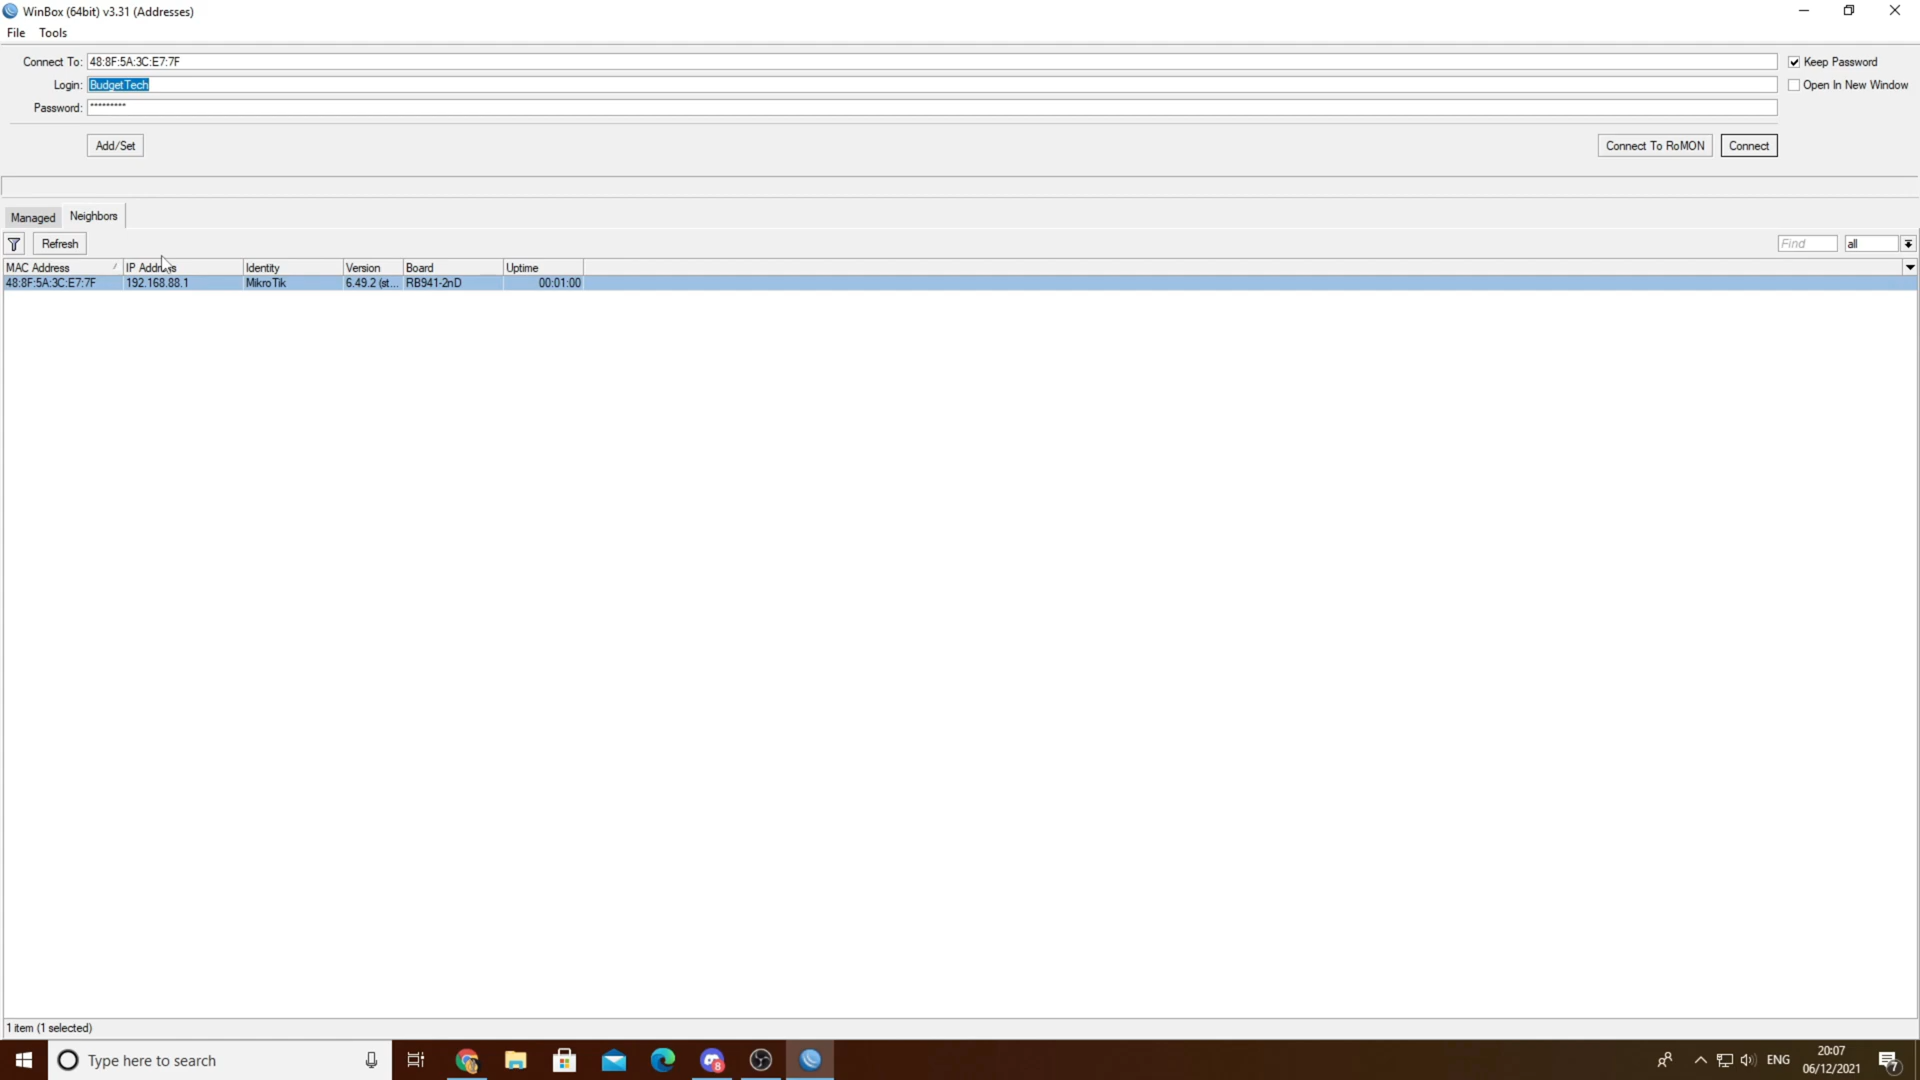 WinBox (64bit) v3.31 (Addresses)
File Tools
Connect To: 48:8F:5A:3C:E7:7F
Keep Password
Login: BudgetTech
Open In New Window
Password: *********
Add/Set
Connect To RoMON
Connect
Managed Neighbors
Refresh
Find
all
MAC Address IP Address Identity Version Board Uptime
48:8F:5A:3C:E7:7F 192.168.88.1 MikroTik 6.49.2 (st... RB941-2nD 00:01:00
1 item (1 selected)
Type here to search
8
ENG
20:07
06/12/2021
7